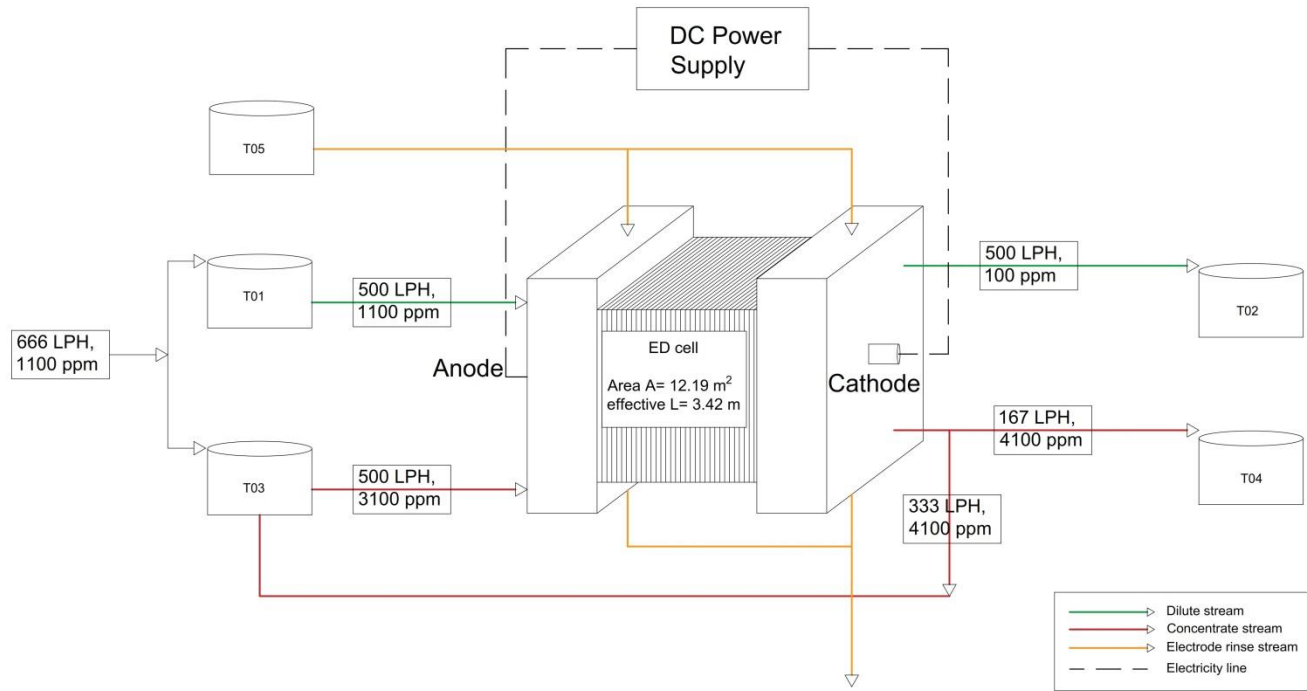 DC Power
Supply
T05
T01
500 LPH,
1100 ppm
500 LPH,
100 ppm
T02
666 LPH,
1100 ppm
Anode
ED cell
Area A= 12.19 m²
effective L= 3.42 m
Cathode
T03
500 LPH,
3100 ppm
167 LPH,
4100 ppm
T04
333 LPH,
4100 ppm
Dilute stream
Concentrate stream
Electrode rinse stream
Electricity line